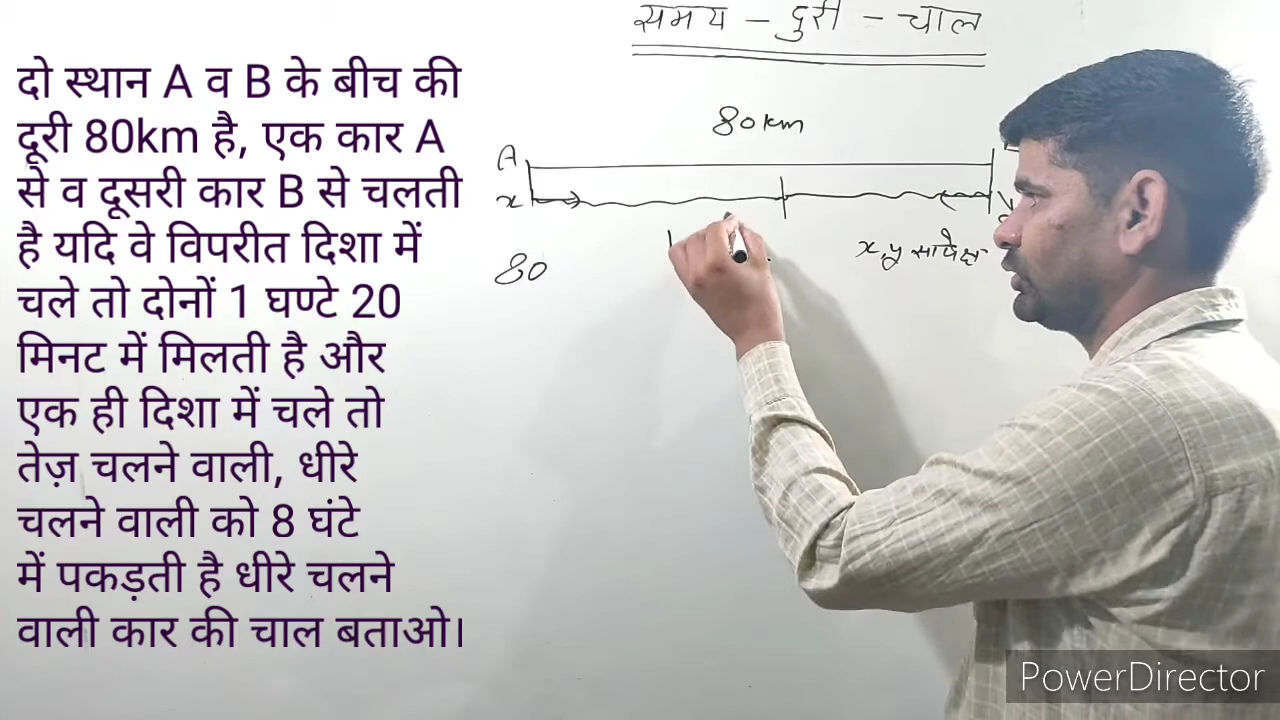 समय - दुरी - चाल
दो स्थान A व B के बीच की
दूरी 80km है, एक कार A
से व दूसरी कार B से चलती
है यदि वे विपरीत दिशा में
चले तो दोनों 1 घण्टे 20
मिनट में मिलती है और
एक ही दिशा में चले तो
तेज़ चलने वाली, धीरे
चलने वाली को 8 घंटे
में पकड़ती है धीरे चलने
वाली कार की चाल बताओ।
80km
A
x
x, y सापेक्ष
80
PowerDirector